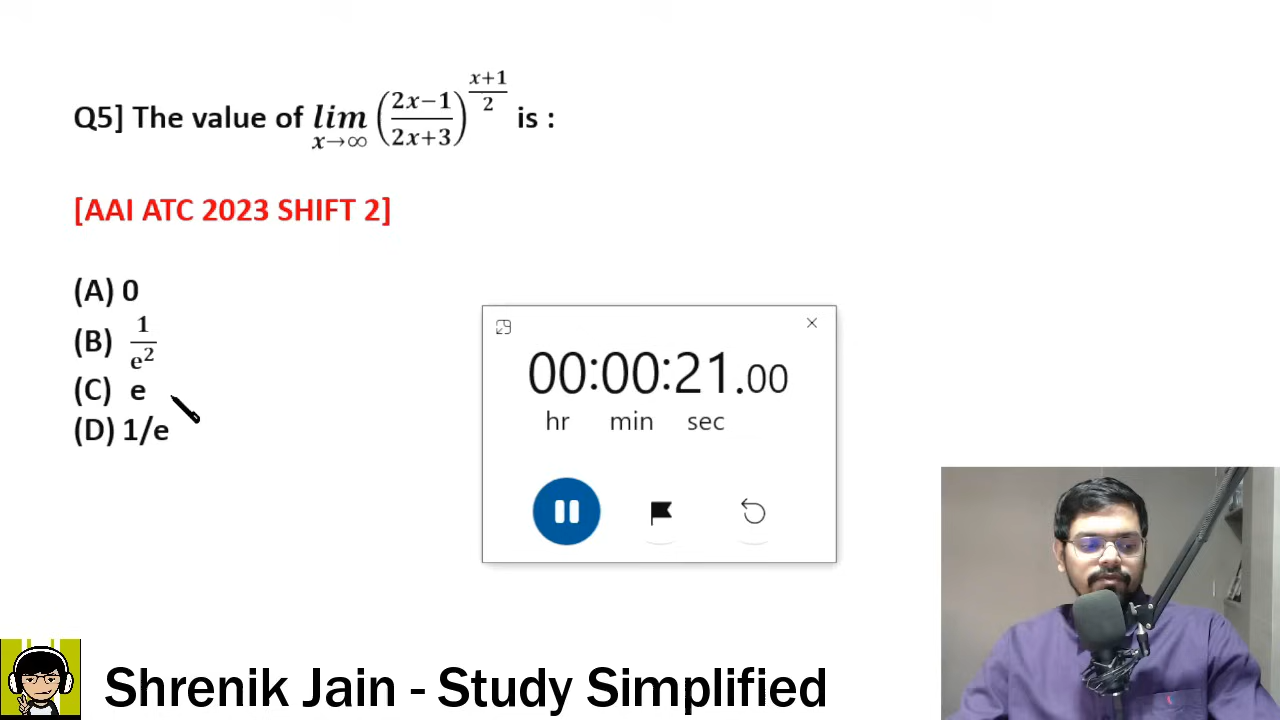 Q5] The value of lim x→∞ ((2x−1)/(2x+3))^((x+1)/2) is :
[AAI ATC 2023 SHIFT 2]
(A) 0
(B) 1/e²
(C) e
(D) 1/e
00:00:21.00
hr min sec
Shrenik Jain - Study Simplified